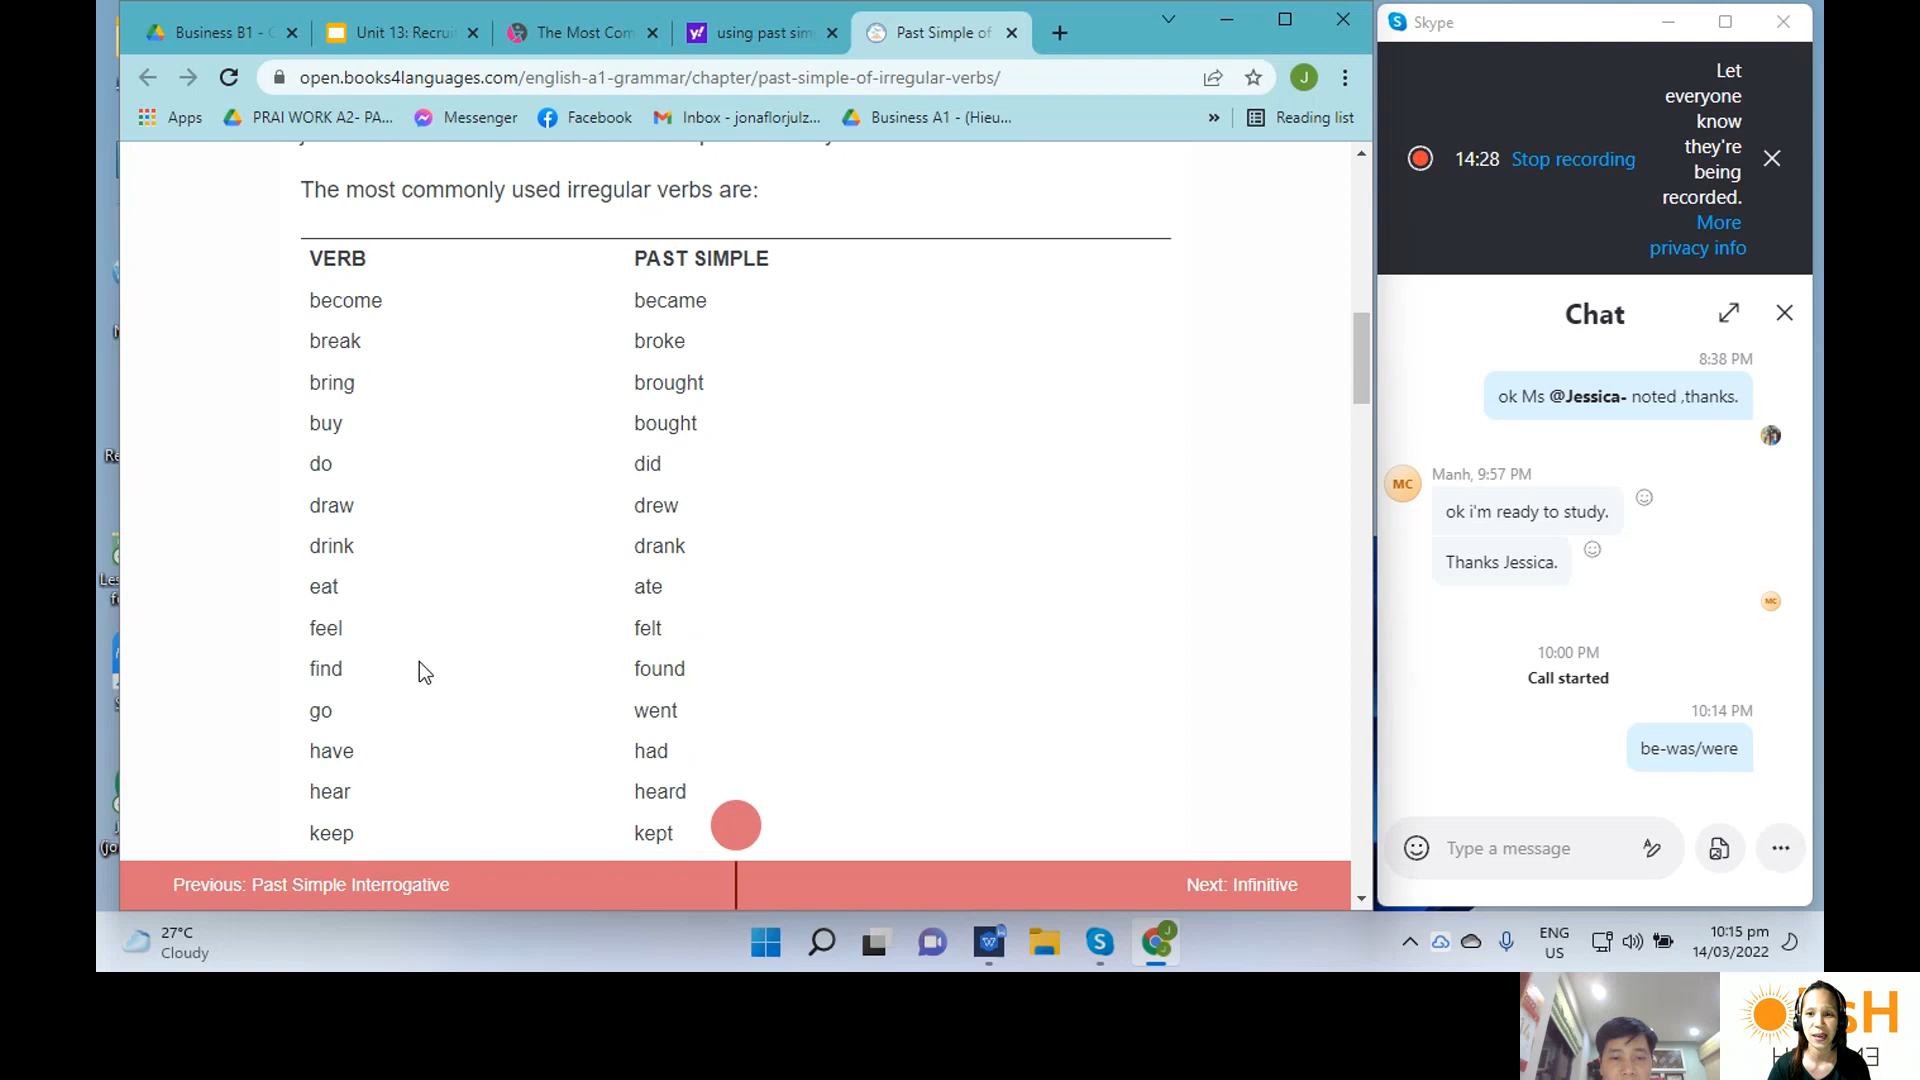 Business B1 - 
Unit 13: Recrui
The Most Com
using past sim
Past Simple of
open.books4languages.com/english-a1-grammar/chapter/past-simple-of-irregular-verbs/
J
Apps
PRAI WORK A2- PA...
Messenger
Facebook
Inbox - jonaflorjulz...
Business A1 - (Hieu...
»
Reading list
The most commonly used irregular verbs are:
VERB PAST SIMPLE
become became
break broke
bring brought
buy bought
do did
draw drew
drink drank
eat ate
feel felt
find found
go went
have had
hear heard
keep kept
Previous: Past Simple Interrogative
Next: Infinitive
Skype
14:28 Stop recording
Let
everyone
know
they're
being
recorded.
More
privacy info
Chat
8:38 PM
ok Ms @Jessica- noted ,thanks.
MC
Manh, 9:57 PM
ok i'm ready to study.
Thanks Jessica.
MC
10:00 PM
Call started
10:14 PM
be-was/were
Type a message
27°C
Cloudy
ENG
US
10:15 pm
14/03/2022